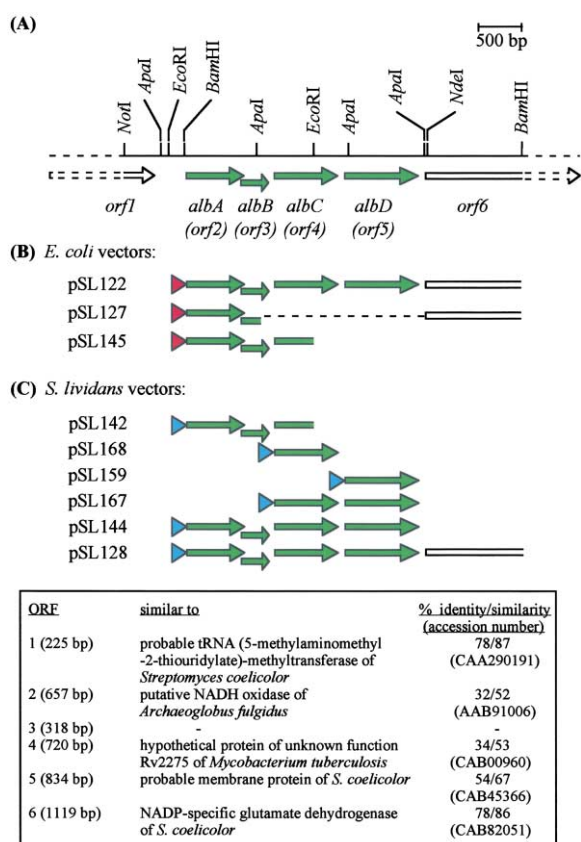 (A)
500 bp
NotI ApaI EcoRI BamHI ApaI EcoRI ApaI ApaI NdeI BamHI
orf1 albA albB albC albD orf6
(orf2) (orf3) (orf4) (orf5)
(B) E. coli vectors:
pSL122
pSL127
pSL145
(C) S. lividans vectors:
pSL142
pSL168
pSL159
pSL167
pSL144
pSL128
ORF similar to % identity/similarity
(accession number)
1 (225 bp) probable tRNA (5-methylaminomethyl 78/87
-2-thiouridylate)-methyltransferase of (CAA290191)
Streptomyces coelicolor
2 (657 bp) putative NADH oxidase of 32/52
Archaeoglobus fulgidus (AAB91006)
3 (318 bp) - -
4 (720 bp) hypothetical protein of unknown function 34/53
Rv2275 of Mycobacterium tuberculosis (CAB00960)
5 (834 bp) probable membrane protein of S. coelicolor 54/67
(CAB45366)
6 (1119 bp) NADP-specific glutamate dehydrogenase 78/86
of S. coelicolor (CAB82051)